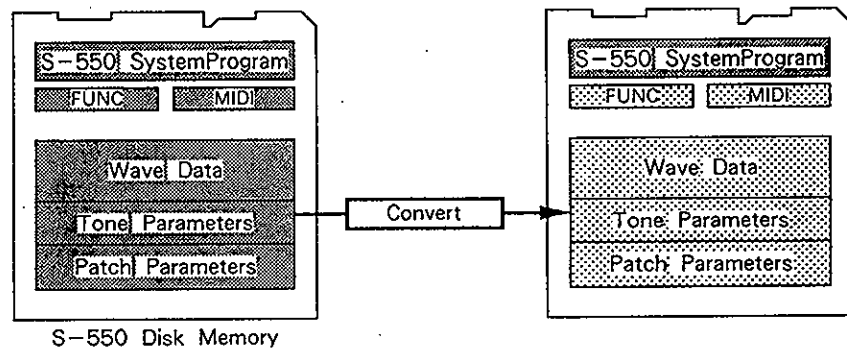 S-550 SystemProgram
FUNC MIDI
Wave Data
Tone Parameters
Patch Parameters
S-550 Disk Memory
Convert
S-550 SystemProgram
FUNC MIDI
Wave Data
Tone Parameters
Patch Parameters